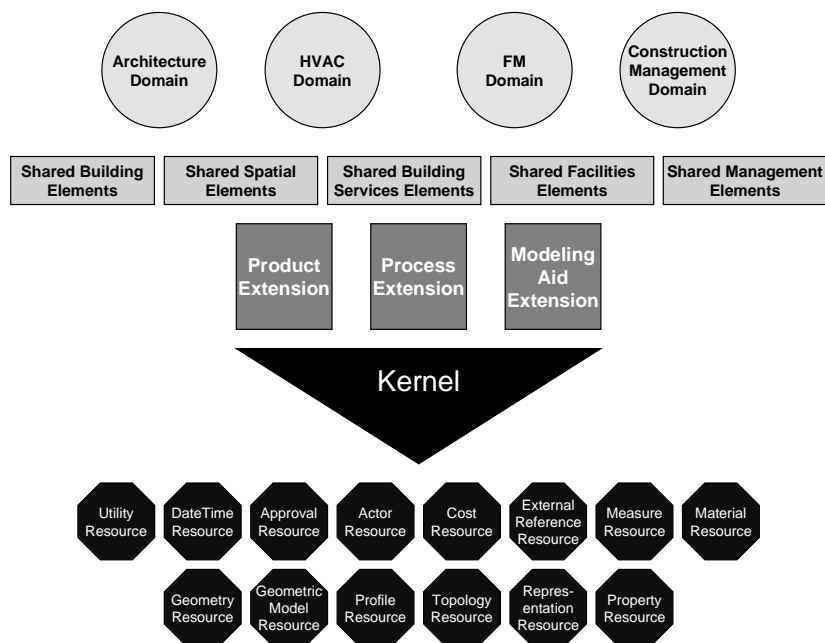 Architecture
Domain
HVAC
Domain
FM
Domain
Construction
Management
Domain
Shared Building
Elements
Shared Spatial
Elements
Shared Building
Services Elements
Shared Facilities
Elements
Shared Management
Elements
Product
Extension
Process
Extension
Modeling
Aid
Extension
Kernel
Utility
Resource
DateTime
Resource
Approval
Resource
Actor
Resource
Cost
Resource
External
Reference
Resource
Measure
Resource
Material
Resource
Geometry
Resource
Geometric
Model
Resource
Profile
Resource
Topology
Resource
Represen-
tation
Resource
Property
Resource